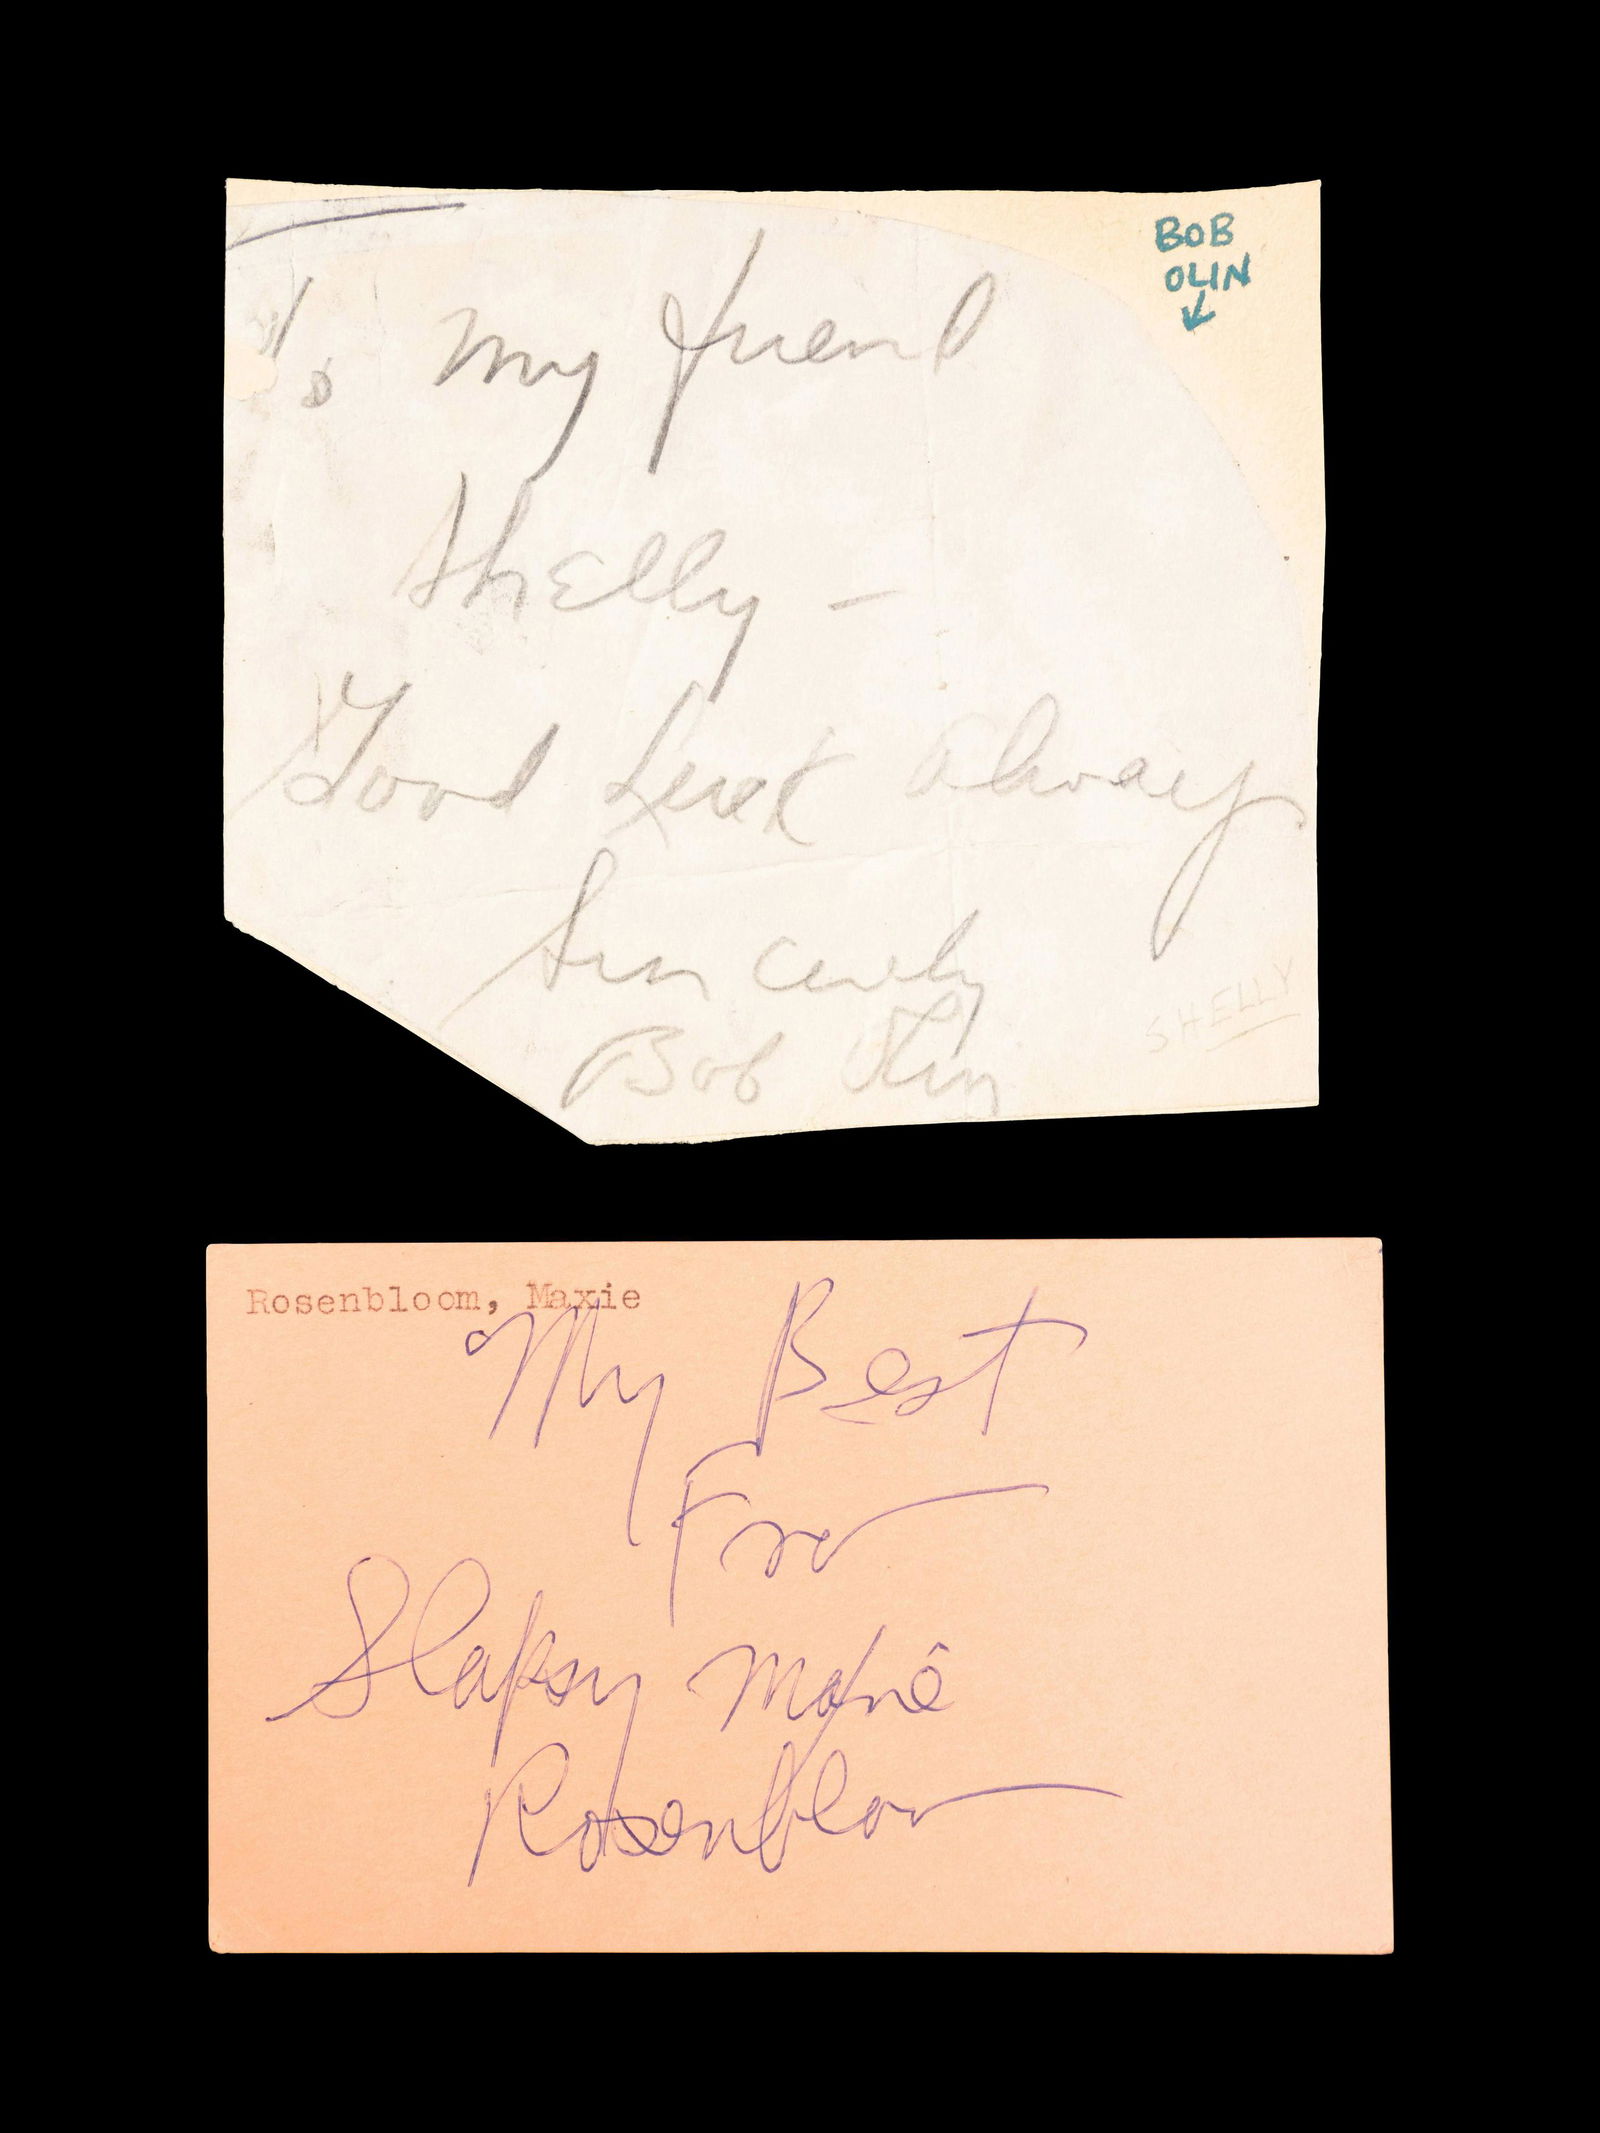 BOB
OLIN
To my friend
Shelly -
Good Luck Always
Sincerely
Bob Olin
SHELLY
Rosenbloom, Maxie
My Best
From
Slapsy Maxie
Rosenbloom